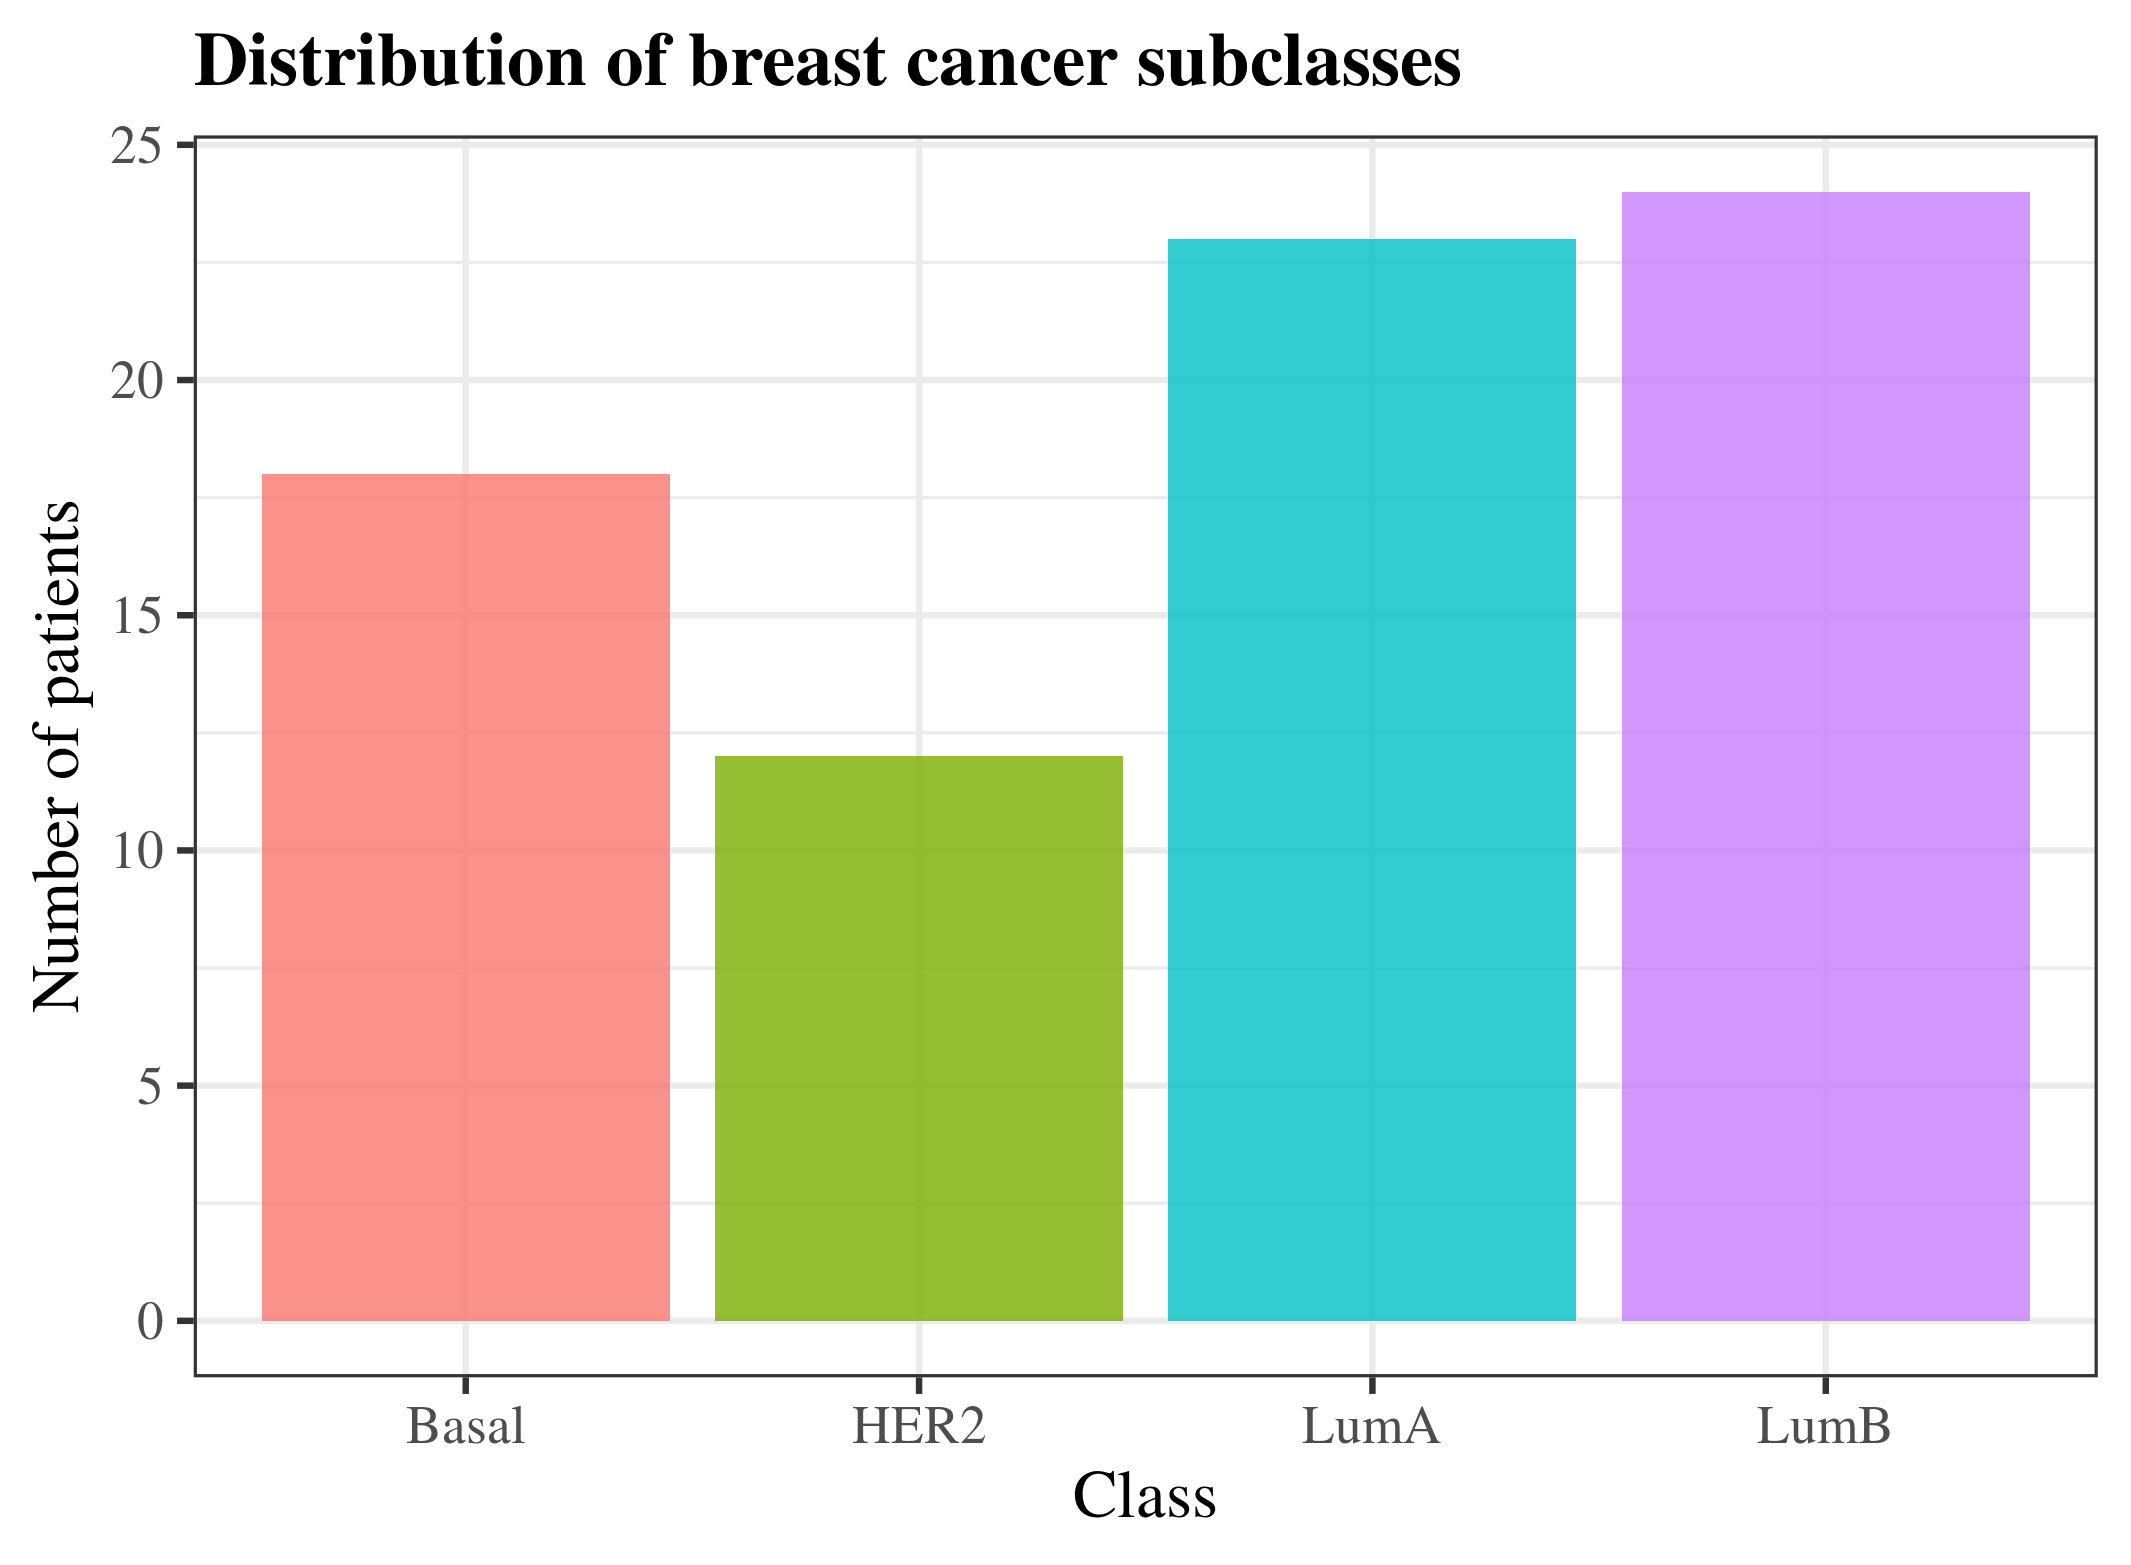 Distribution of breast cancer subclasses
25
20
15
10
5
0
Number of patients
Basal HER2 LumA LumB
Class